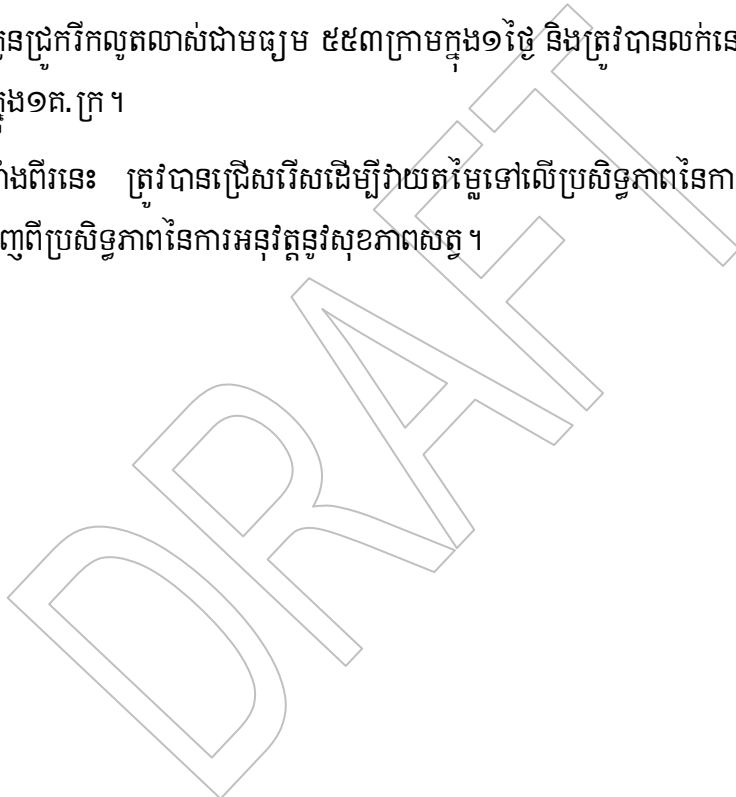 កូនជ្រូករីកលូតលាស់ជាមធ្យម ៥៥៣ក្រាមក្នុង១ថ្ងៃ និងត្រូវបានលក់នេ
ក្នុង១គ.ក្រ។
ាំងពីរនេះ ត្រូវបានជ្រើសរើសដើម្បីវាយតម្លៃទៅលើប្រសិទ្ធភាពនៃកា
ញពីប្រសិទ្ធភាពនៃការអនុវត្តនូវសុខភាពសត្វ។
DRAFT